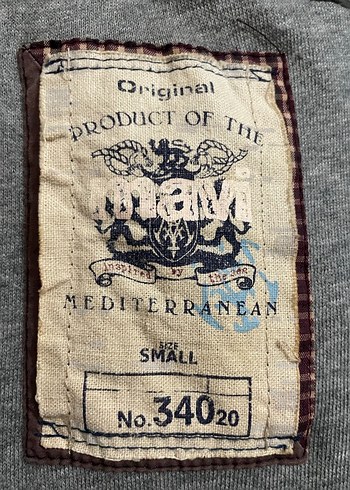 Original
PRODUCT OF THE
mavi
inspired by the sea
MEDITERRANEAN
SIZE
SMALL
No.34020